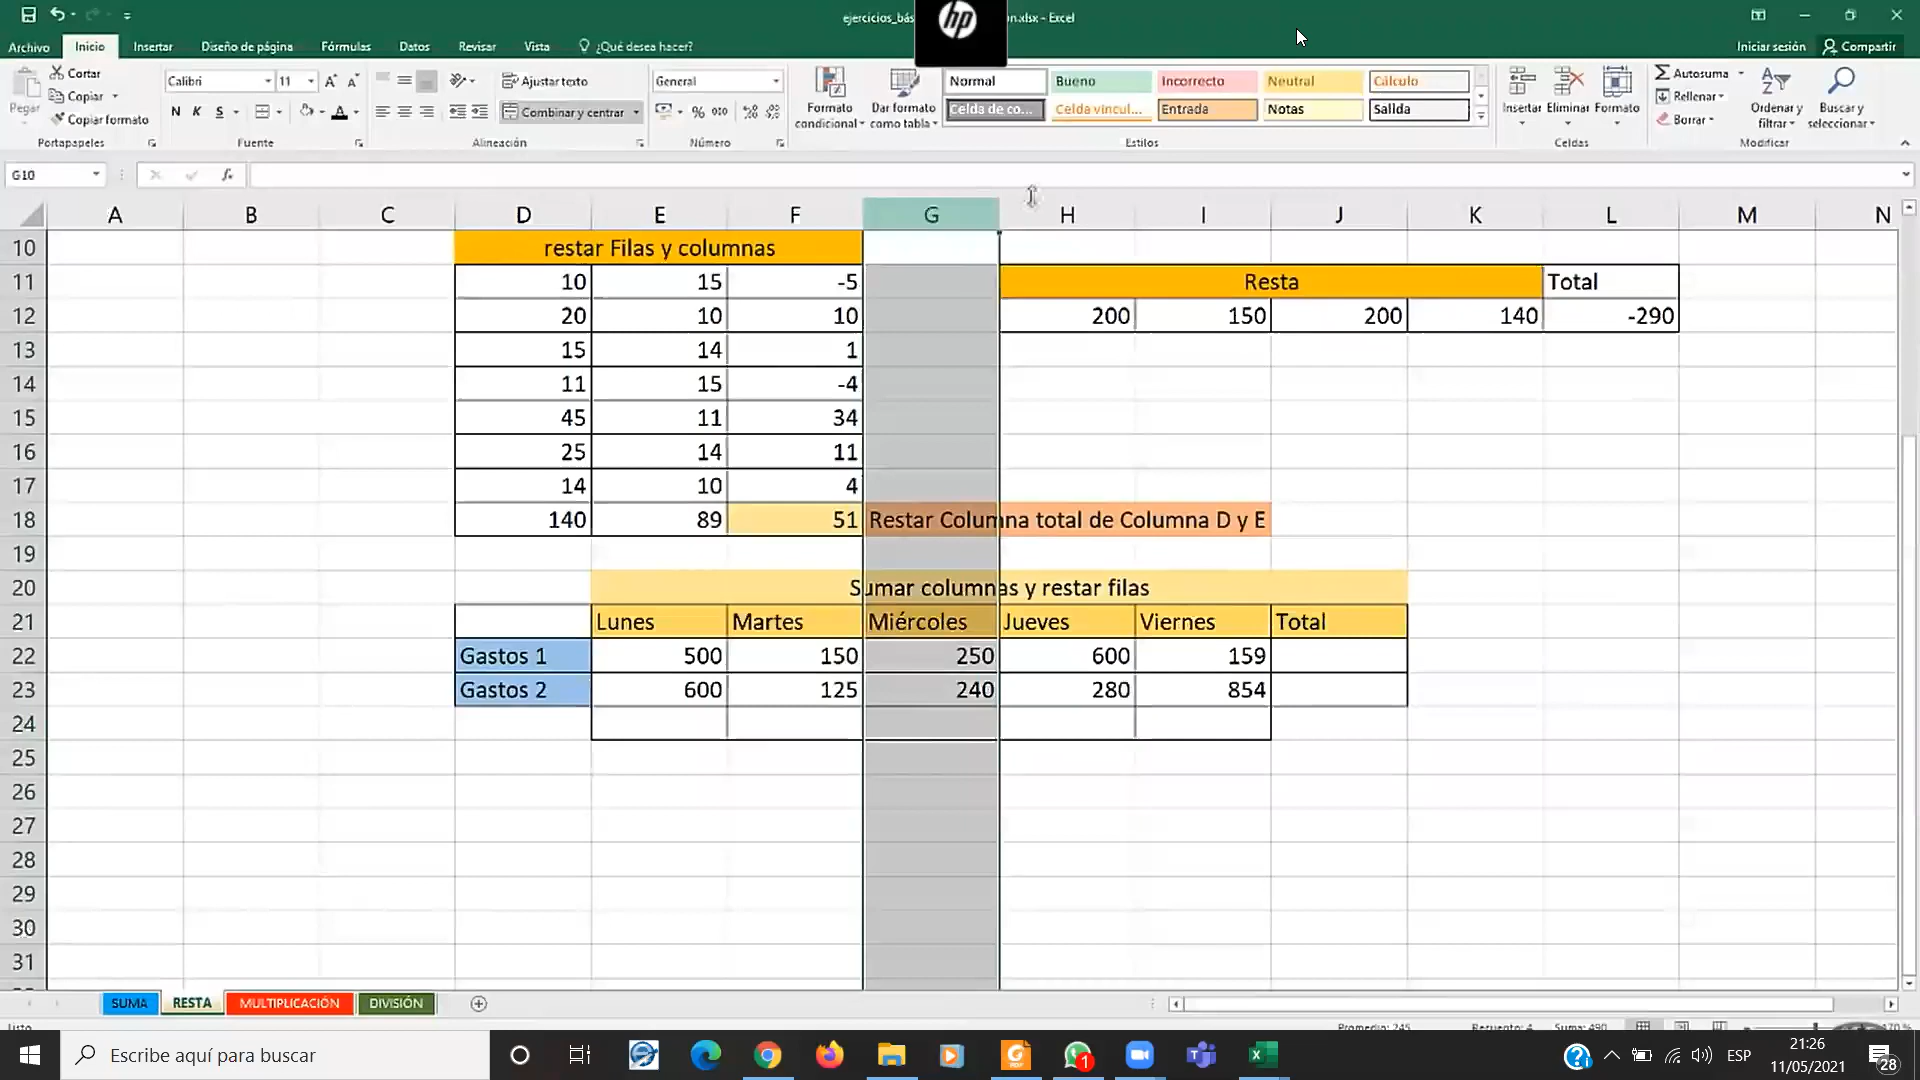 ejercicios_bás n.xlsx - Excel
Archivo Inicio Insertar Diseño de página Fórmulas Datos Revisar Vista ¿Qué desea hacer? Iniciar sesión Compartir
Pegar Cortar Copiar Copiar formato Portapapeles
Calibri 11 N K S Fuente
Ajustar texto Combinar y centrar Alineación
General % 000 Número
Formato condicional Dar formato como tabla
Normal Bueno Incorrecto Neutral Cálculo
Celda de co... Celda vincul... Entrada Notas Salida
Estilos
Insertar Eliminar Formato Celdas
Autosuma Rellenar Borrar Ordenar y filtrar Buscar y seleccionar Modificar
G10 fx
A B C D E F G H I J K L M N
10 restar Filas y columnas
11 10 15 -5 Resta Total
12 20 10 10 200 150 200 140 -290
13 15 14 1
14 11 15 -4
15 45 11 34
16 25 14 11
17 14 10 4
18 140 89 51 Restar Columna total de Columna D y E
19
20 Sumar columnas y restar filas
21 Lunes Martes Miércoles Jueves Viernes Total
22 Gastos 1 500 150 250 600 159
23 Gastos 2 600 125 240 280 854
24
25
26
27
28
29
30
31
SUMA RESTA MULTIPLICACIÓN DIVISIÓN
Listo Promedio: 245 Recuento: 4 Suma: 490 170 %
Escribe aquí para buscar 1 ESP 21:26
11/05/2021 28
hp